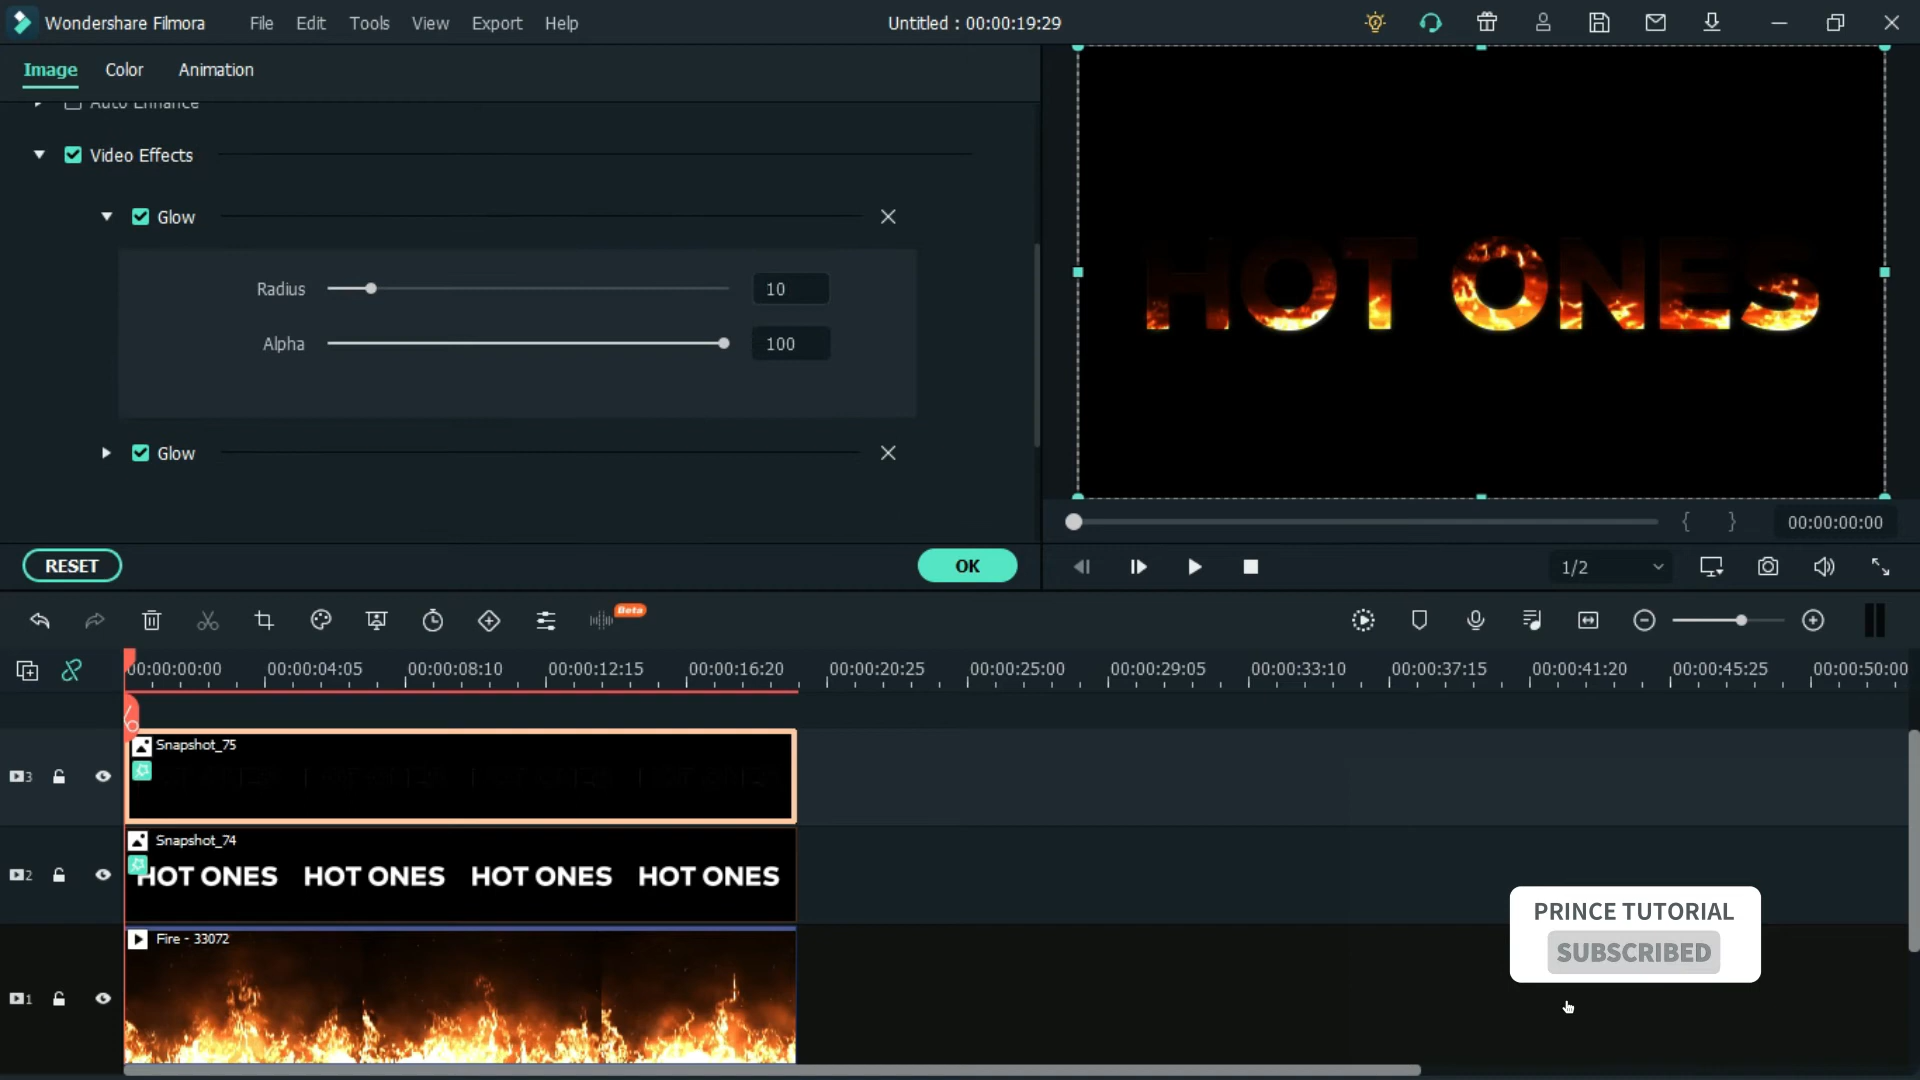 Wondershare Filmora File Edit Tools View Export Help Untitled : 00:00:19:29
Image Color Animation
Auto Enhance
Video Effects
Glow
Radius 10
Alpha 100
Glow
RESET OK
HOT ONES
{ } 00:00:00:00
1/2
Beta
00:00:00:00 00:00:04:05 00:00:08:10 00:00:12:15 00:00:16:20 00:00:20:25 00:00:25:00 00:00:29:05 00:00:33:10 00:00:37:15 00:00:41:20 00:00:45:25 00:00:50:00
Snapshot_75
3
Snapshot_74
2
HOT ONES HOT ONES HOT ONES HOT ONES
Fire - 33072
1
PRINCE TUTORIAL
SUBSCRIBED